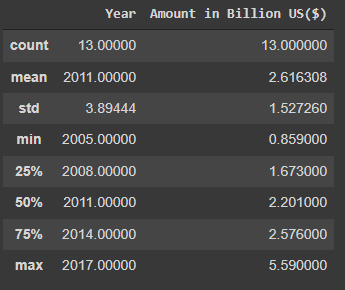 Year Amount in Billion US($)
count 13.00000 13.000000
mean 2011.00000 2.616308
std 3.89444 1.527260
min 2005.00000 0.859000
25% 2008.00000 1.673000
50% 2011.00000 2.201000
75% 2014.00000 2.576000
max 2017.00000 5.590000